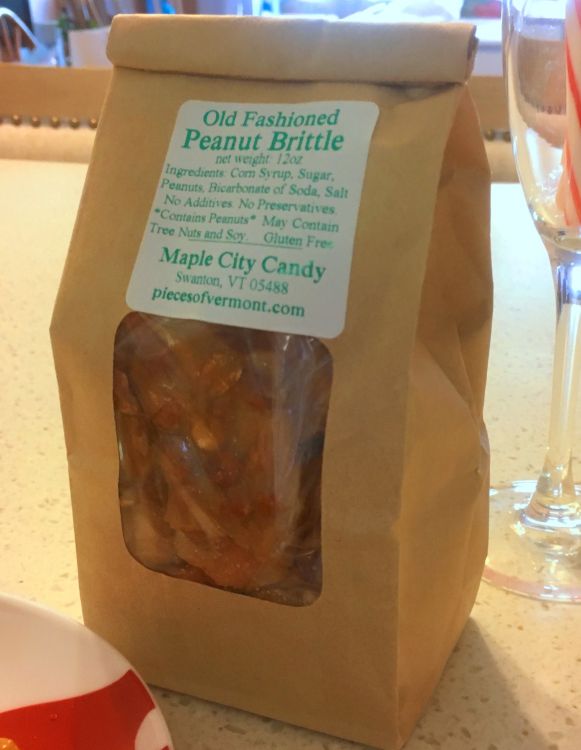 Old Fashioned
Peanut Brittle
net weight 12oz
Ingredients: Corn Syrup, Sugar,
Peanuts, Bicarbonate of Soda, Salt
No Additives. No Preservatives.
*Contains Peanuts* May Contain
Tree Nuts and Soy. Gluten Free
Maple City Candy
Swanton, VT 05488
piecesofvermont.com